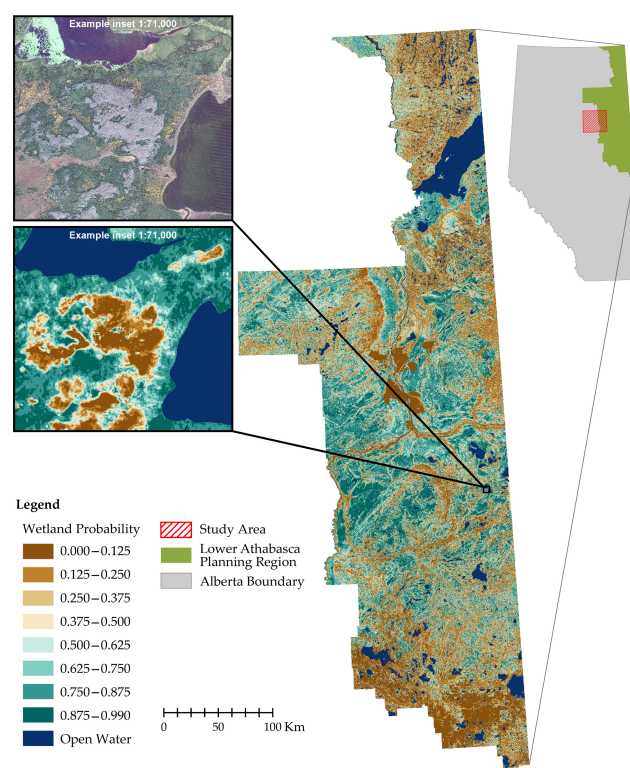 Example inset 1:71,000
Example inset 1:71,000
Legend
Wetland Probability
0.000–0.125
0.125–0.250
0.250–0.375
0.375–0.500
0.500–0.625
0.625–0.750
0.750–0.875
0.875–0.990
Open Water
Study Area
Lower Athabasca
Planning Region
Alberta Boundary
0 50 100 Km